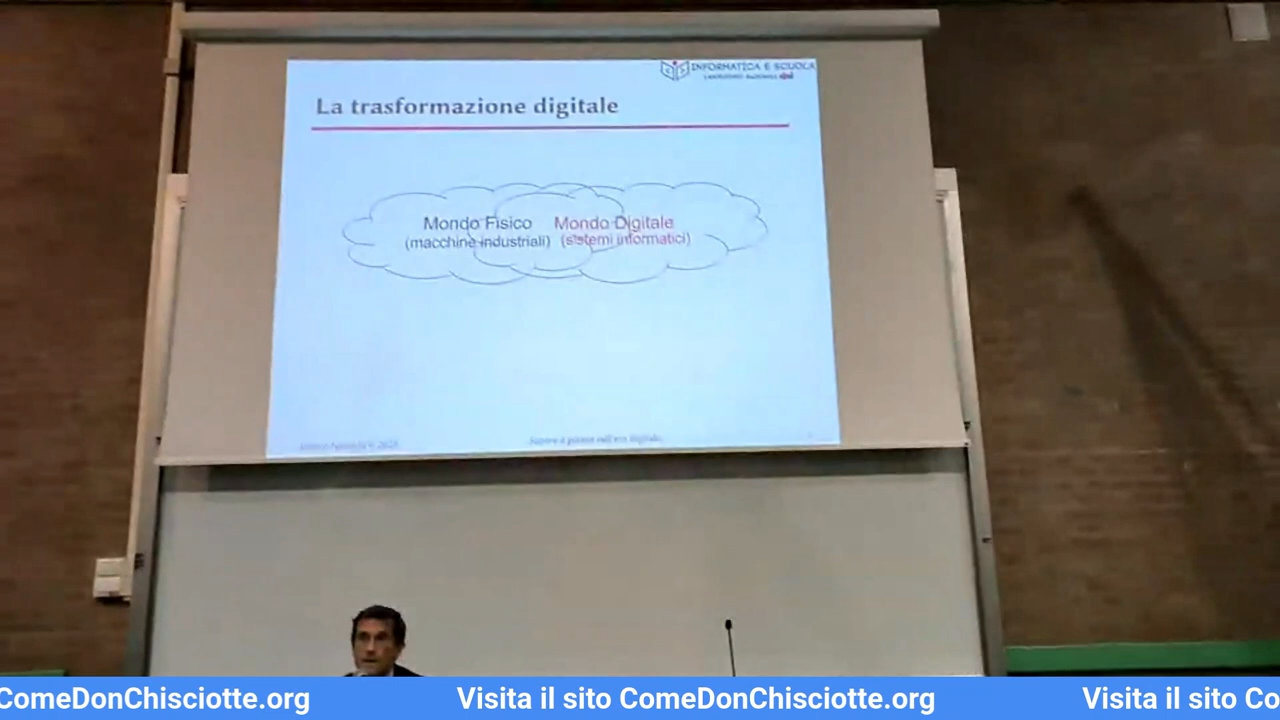 INFORMATICA E SCUOLA
La trasformazione digitale
Mondo Fisico Mondo Digitale
(macchine industriali) (sistemi informatici)
ComeDonChisciotte.org Visita il sito ComeDonChisciotte.org Visita il sito Co